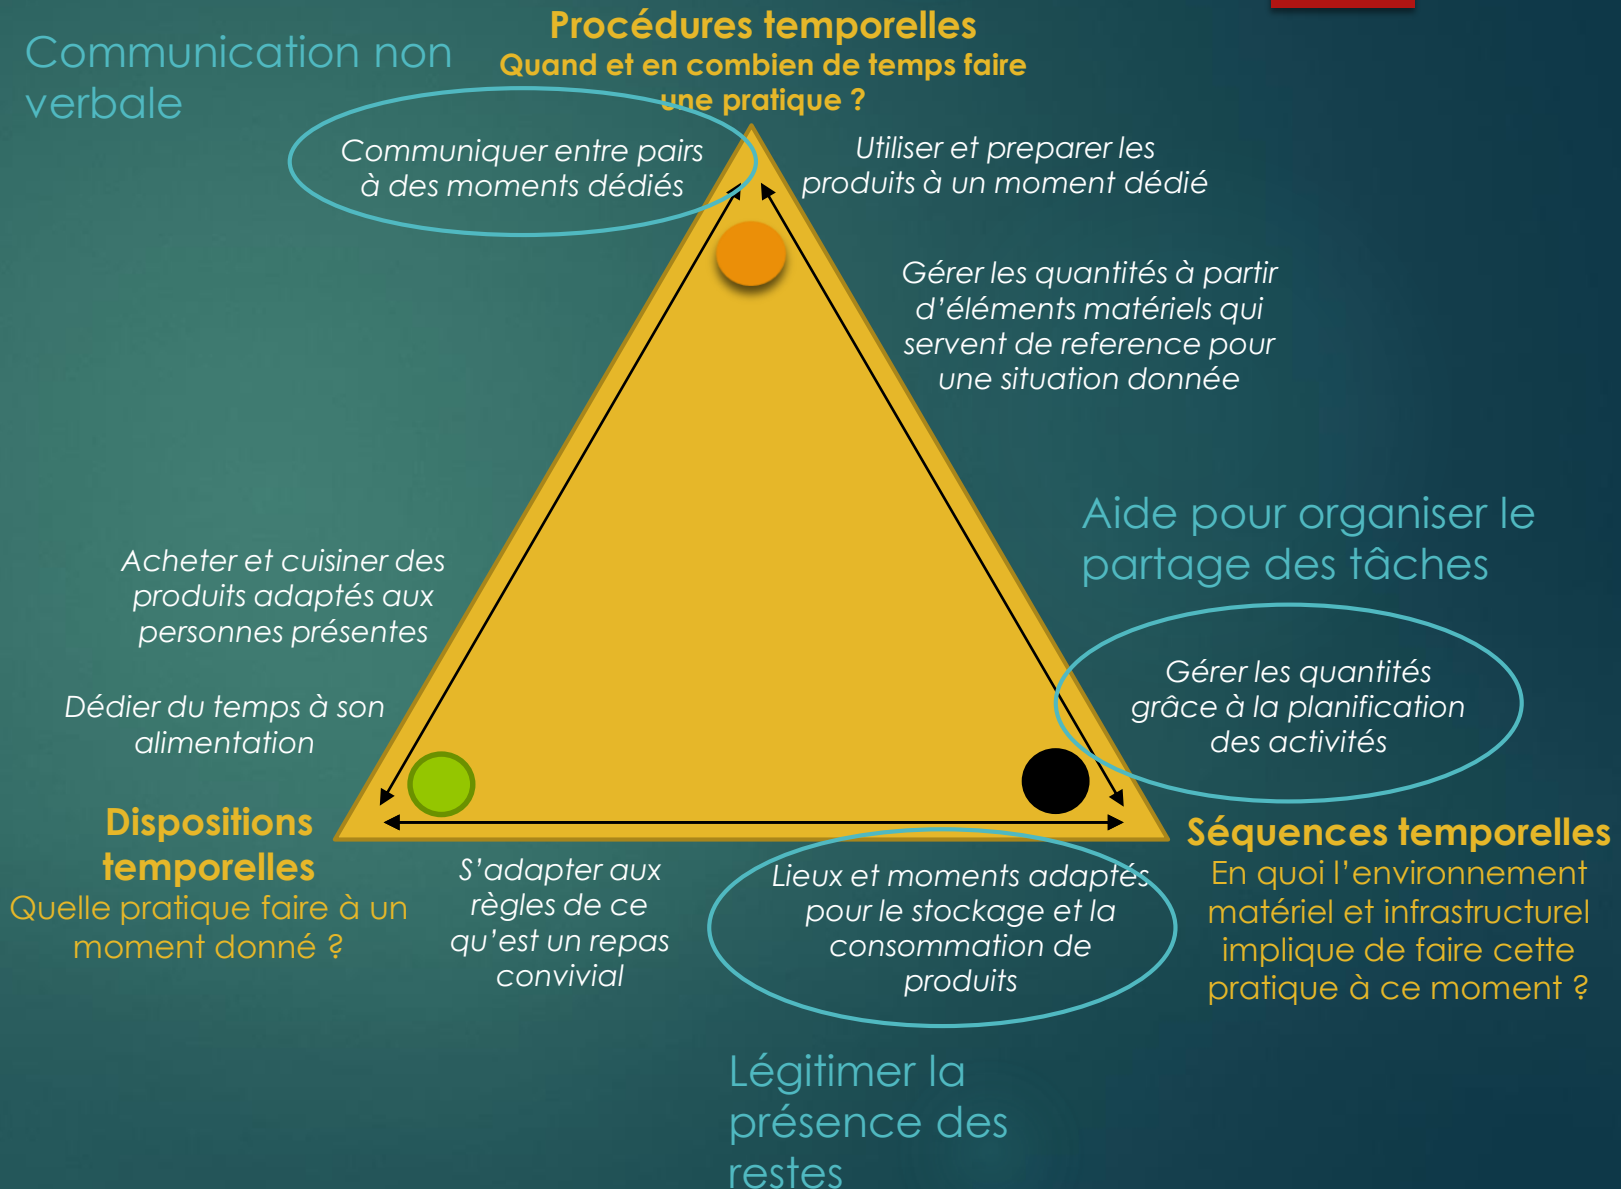 Procédures temporelles
Quand et en combien de temps faire
une pratique ?
Communication non
verbale
Communiquer entre pairs
à des moments dédiés
Utiliser et preparer les
produits à un moment dédié
Gérer les quantités à partir
d’éléments matériels qui
servent de reference pour
une situation donnée
Aide pour organiser le
partage des tâches
Acheter et cuisiner des
produits adaptés aux
personnes présentes
Gérer les quantités
grâce à la planification
des activités
Dédier du temps à son
alimentation
Dispositions
temporelles
Quelle pratique faire à un
moment donné ?
S’adapter aux
règles de ce
qu’est un repas
convivial
Lieux et moments adaptés
pour le stockage et la
consommation de
produits
Séquences temporelles
En quoi l’environnement
matériel et infrastructurel
implique de faire cette
pratique à ce moment ?
Légitimer la
présence des
restes